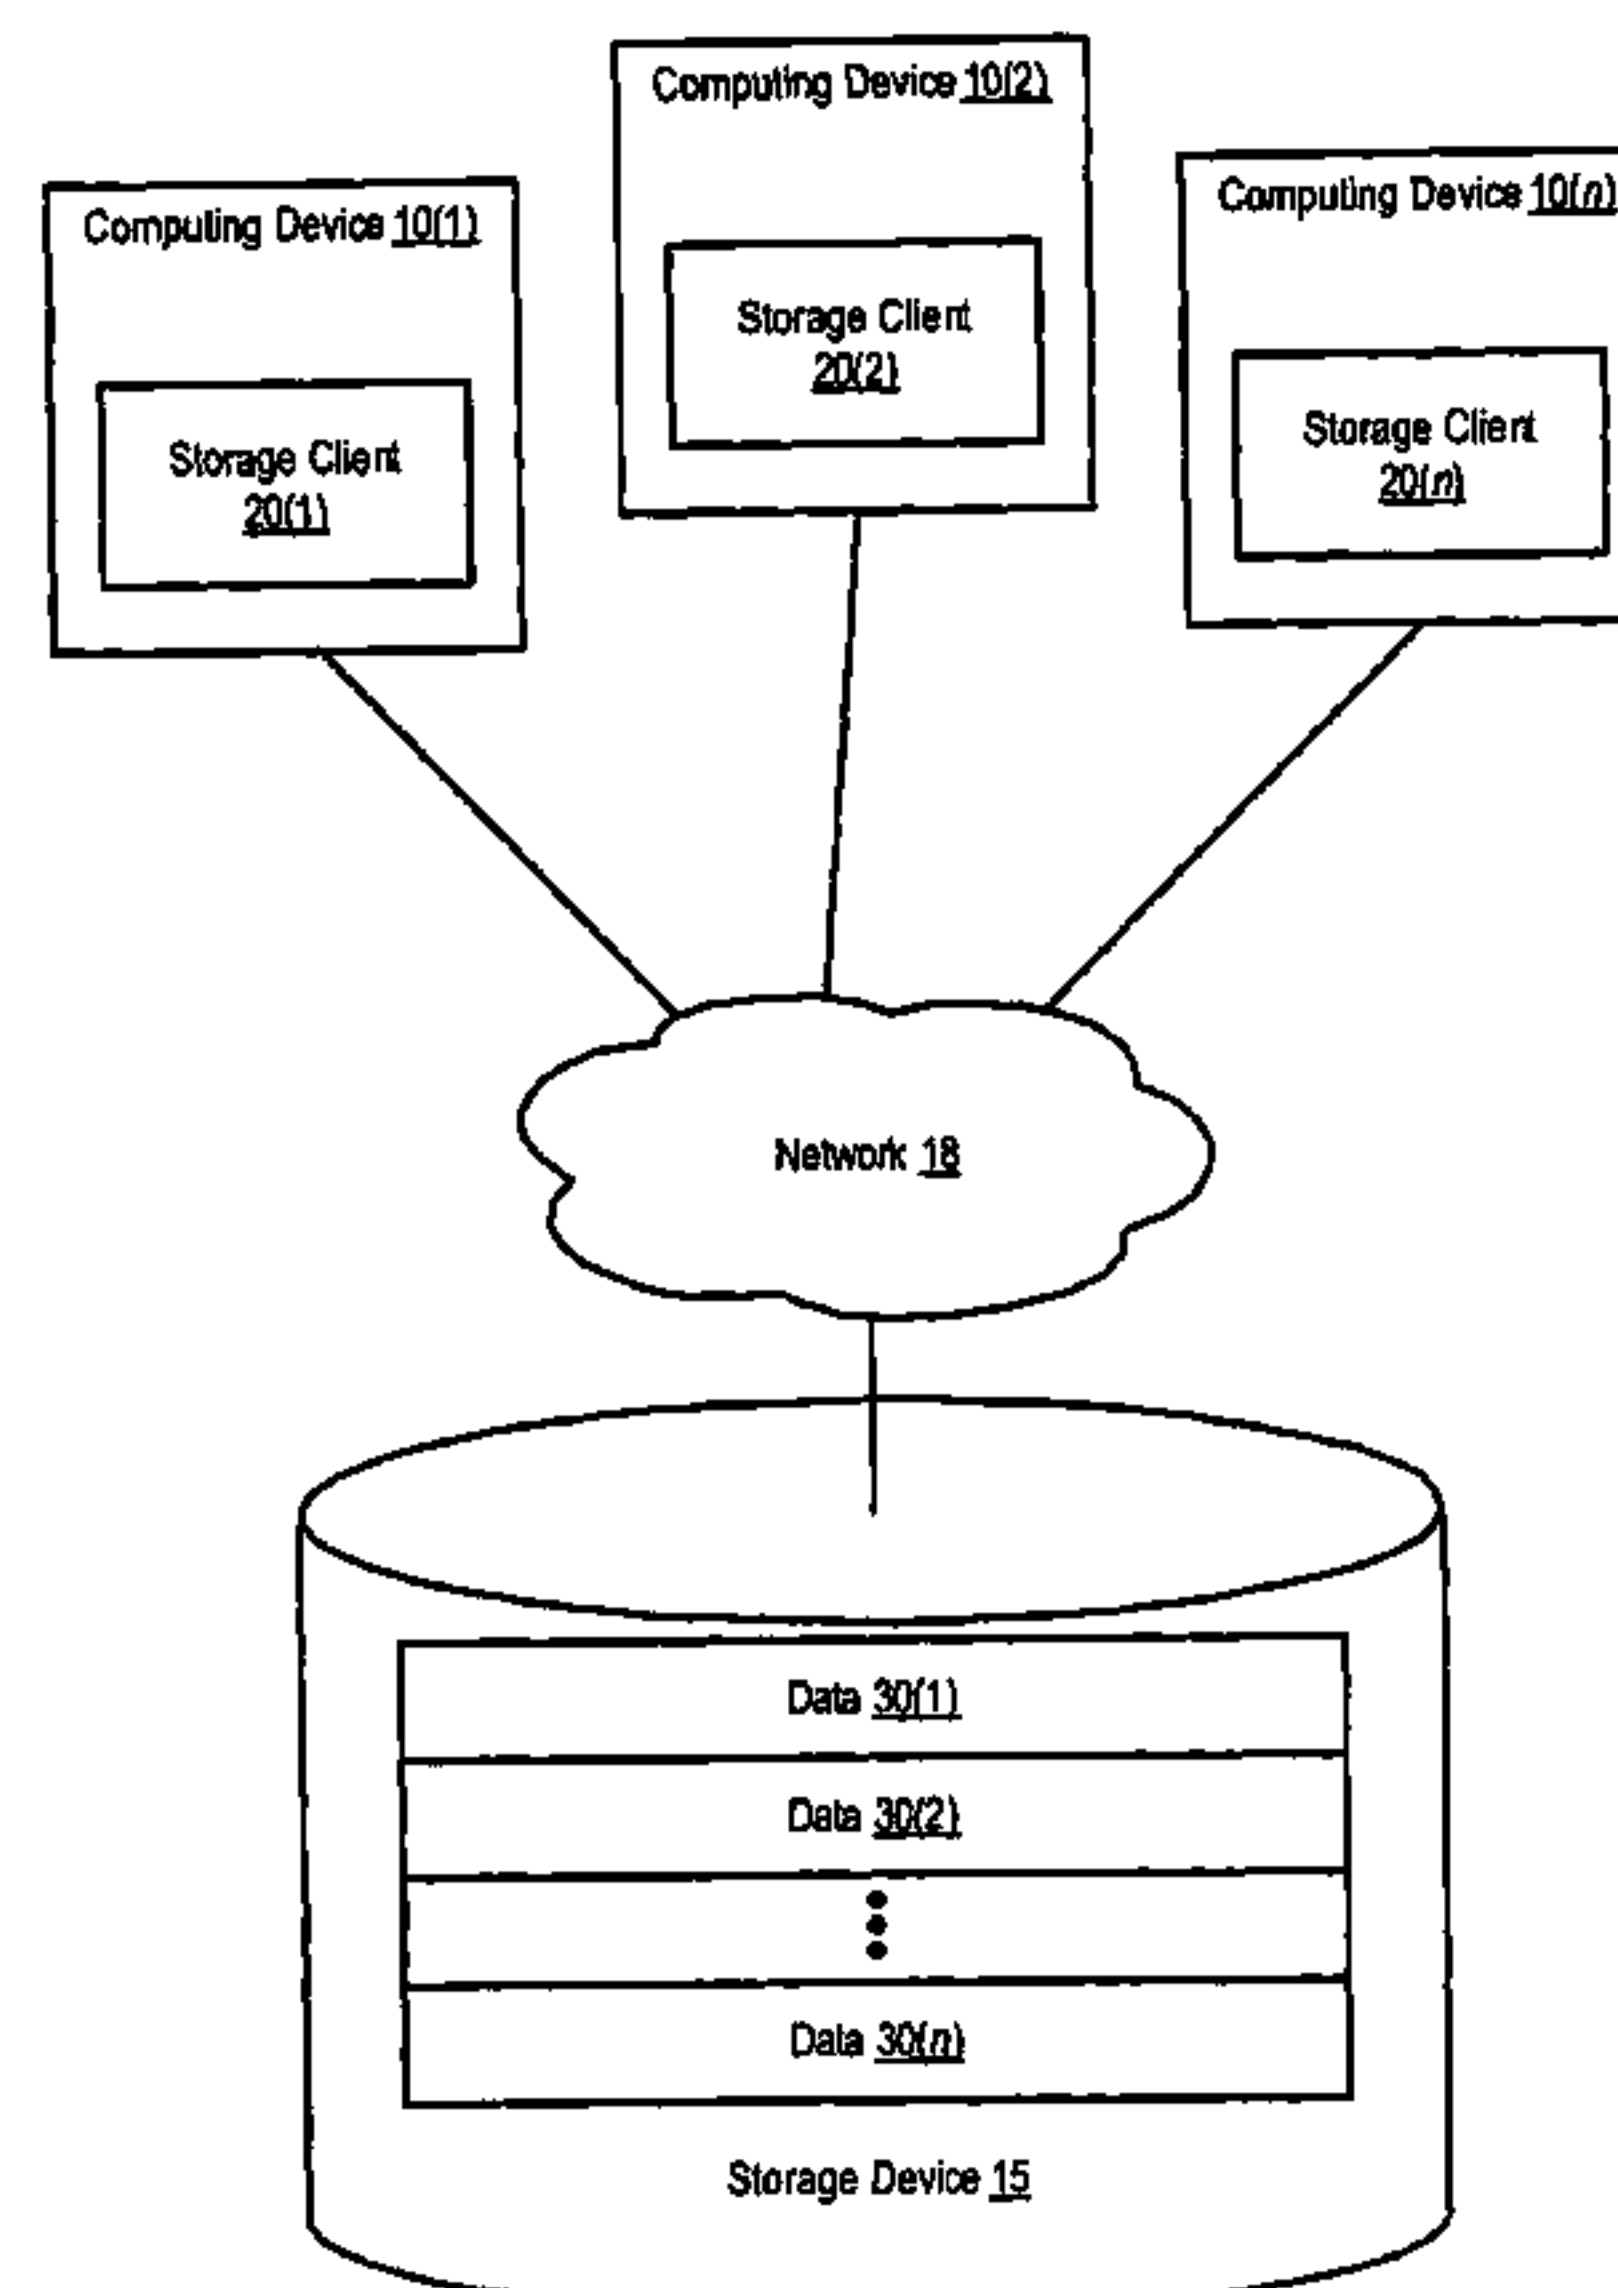 Computing Device 10(2)
Storage Client
20(2)
Computing Device 10(1)
Storage Client
20(1)
Computing Device 10(n)
Storage Client
20(n)
Network 18
Data 30(1)
Data 30(2)
Data 30(n)
Storage Device 15